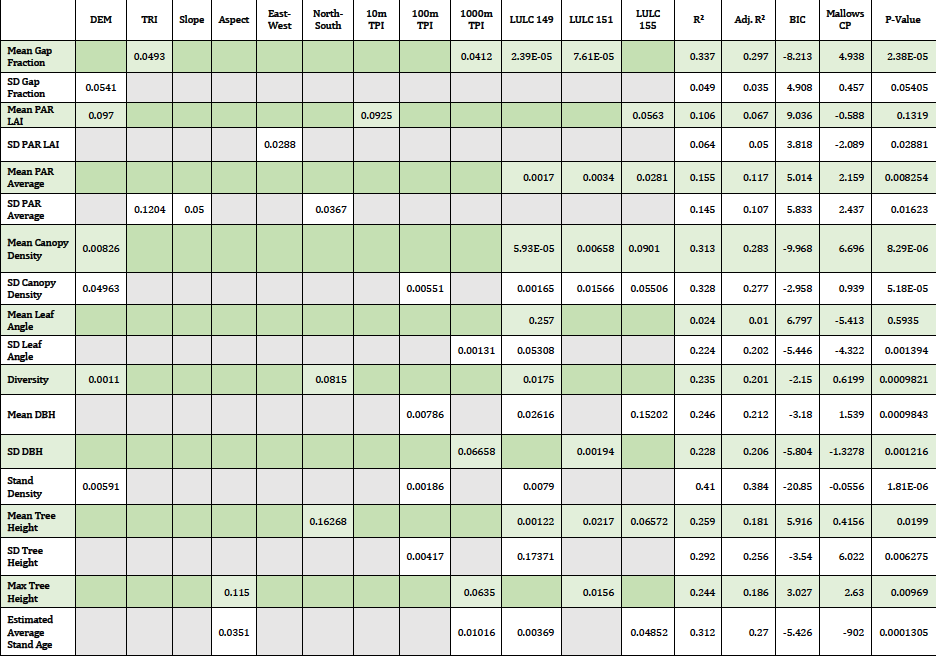 DEM TRI Slope Aspect East-West North-South 10m TPI 100m TPI 1000m TPI LULC 149 LULC 151 LULC 155 R² Adj. R² BIC Mallows CP P-Value
Mean Gap Fraction 0.0493 0.0412 2.39E-05 7.61E-05 0.337 0.297 -8.213 4.938 2.38E-05
SD Gap Fraction 0.0541 0.049 0.035 4.908 0.457 0.05405
Mean PAR LAI 0.097 0.0925 0.0563 0.106 0.067 9.036 -0.588 0.1319
SD PAR LAI 0.0288 0.064 0.05 3.818 -2.089 0.02881
Mean PAR Average 0.0017 0.0034 0.0281 0.155 0.117 5.014 2.159 0.008254
SD PAR Average 0.1204 0.05 0.0367 0.145 0.107 5.833 2.437 0.01623
Mean Canopy Density 0.00826 5.93E-05 0.00658 0.0901 0.313 0.283 -9.968 6.696 8.29E-06
SD Canopy Density 0.04963 0.00551 0.00165 0.01566 0.05506 0.328 0.277 -2.958 0.939 5.18E-05
Mean Leaf Angle 0.257 0.024 0.01 6.797 -5.413 0.5935
SD Leaf Angle 0.00131 0.05308 0.224 0.202 -5.446 -4.322 0.001394
Diversity 0.0011 0.0815 0.0175 0.235 0.201 -2.15 0.6199 0.0009821
Mean DBH 0.00786 0.02616 0.15202 0.246 0.212 -3.18 1.539 0.0009843
SD DBH 0.06658 0.00194 0.228 0.206 -5.804 -1.3278 0.001216
Stand Density 0.00591 0.00186 0.0079 0.41 0.384 -20.85 -0.0556 1.81E-06
Mean Tree Height 0.16268 0.00122 0.0217 0.06572 0.259 0.181 5.916 0.4156 0.0199
SD Tree Height 0.00417 0.17371 0.292 0.256 -3.54 6.022 0.006275
Max Tree Height 0.115 0.0635 0.0156 0.244 0.186 3.027 2.63 0.00969
Estimated Average Stand Age 0.0351 0.01016 0.00369 0.04852 0.312 0.27 -5.426 -902 0.0001305